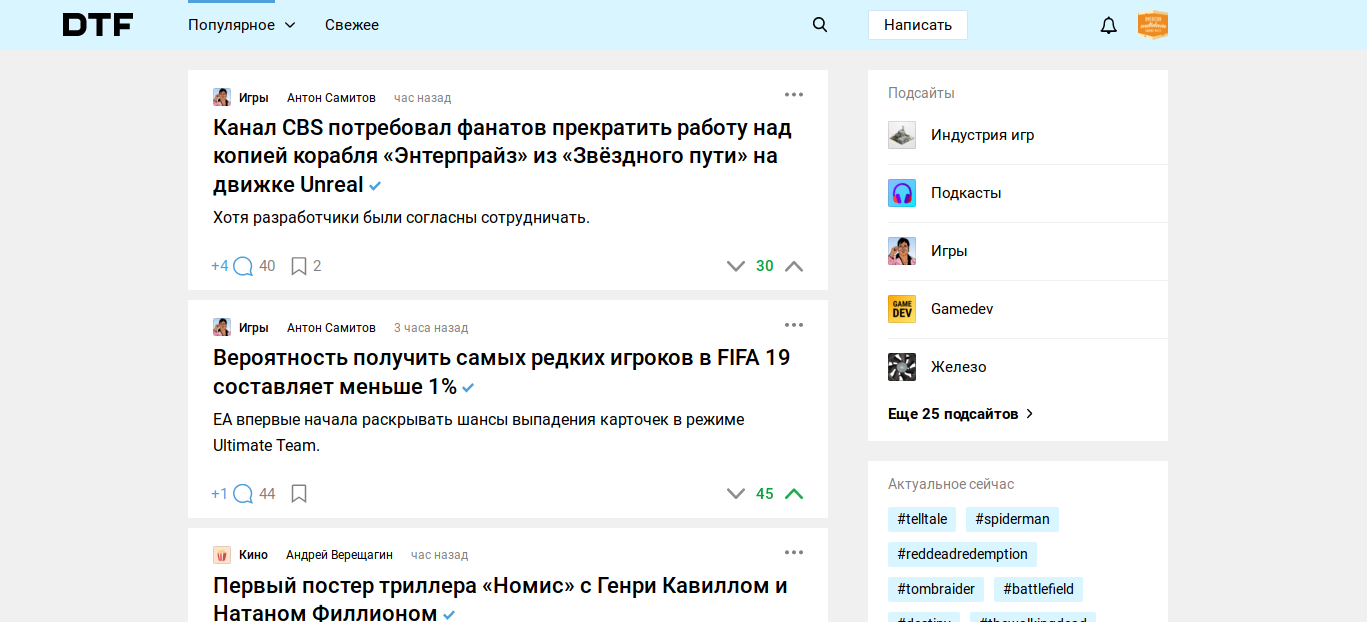 DTF
Популярное
Свежее
Написать
Игры Антон Самитов час назад
Канал CBS потребовал фанатов прекратить работу над
копией корабля «Энтерпрайз» из «Звёздного пути» на
движке Unreal
Хотя разработчики были согласны сотрудничать.
+4 40 2
30
Игры Антон Самитов 3 часа назад
Вероятность получить самых редких игроков в FIFA 19
составляет меньше 1%
EA впервые начала раскрывать шансы выпадения карточек в режиме
Ultimate Team.
+1 44
45
Кино Андрей Верещагин час назад
Первый постер триллера «Номис» с Генри Кавиллом и
Натаном Филлионом
Подсайты
Индустрия игр
Подкасты
Игры
GAME
DEV
Gamedev
Железо
Еще 25 подсайтов
Актуальное сейчас
#telltale #spiderman
#reddeadredemption
#tombraider #battlefield
#destiny #thewalkingdead